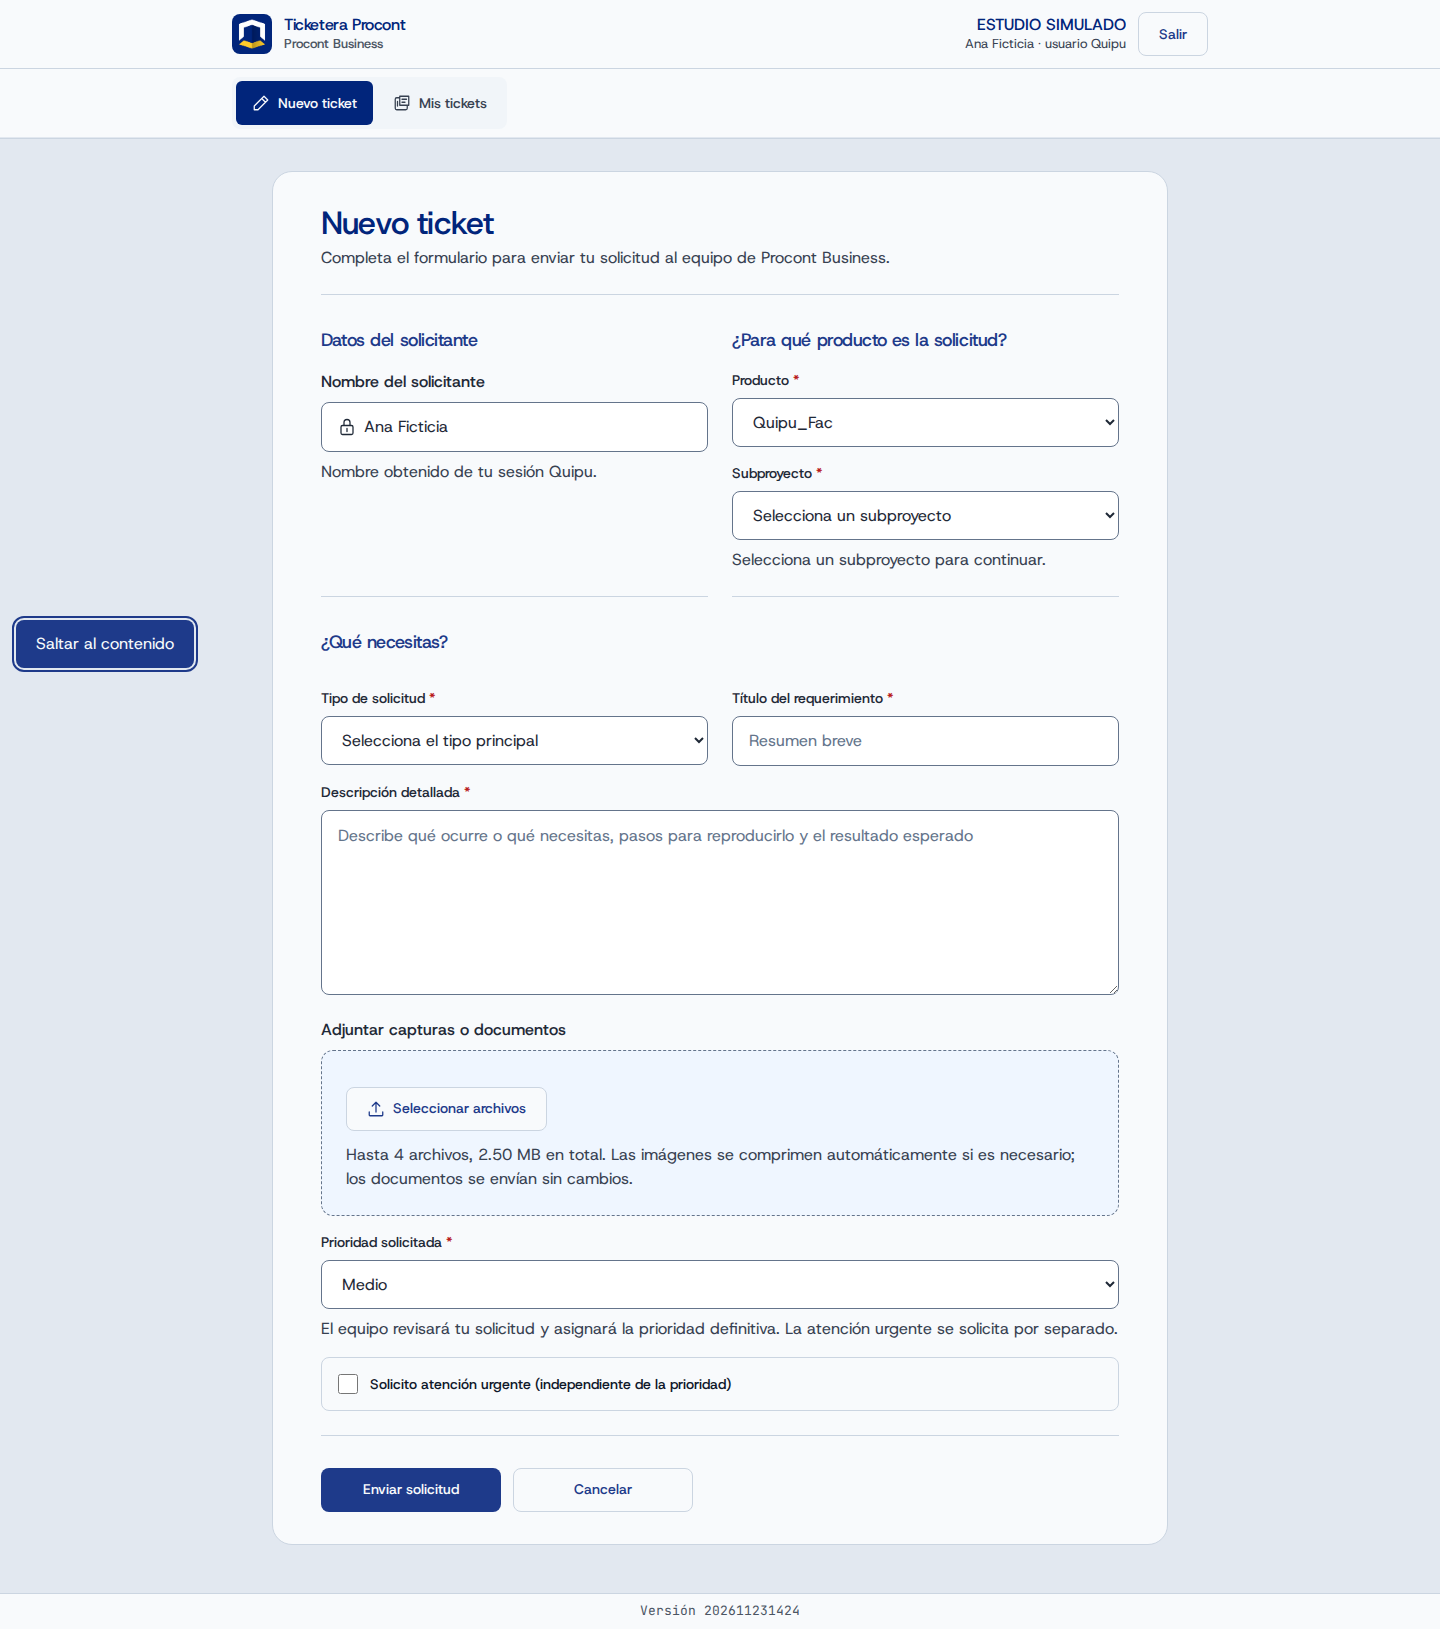 Ticketera Procont
Procont Business
ESTUDIO SIMULADO
Ana Ficticia · usuario Quipu
Salir
Nuevo ticket
Mis tickets
Nuevo ticket
Completa el formulario para enviar tu solicitud al equipo de Procont Business.
Datos del solicitante
Nombre del solicitante
Ana Ficticia
Nombre obtenido de tu sesión Quipu.
¿Para qué producto es la solicitud?
Producto *
Quipu_Fac
Subproyecto *
Selecciona un subproyecto
Selecciona un subproyecto para continuar.
Saltar al contenido
¿Qué necesitas?
Tipo de solicitud *
Selecciona el tipo principal
Título del requerimiento *
Resumen breve
Descripción detallada *
Describe qué ocurre o qué necesitas, pasos para reproducirlo y el resultado esperado
Adjuntar capturas o documentos
Seleccionar archivos
Hasta 4 archivos, 2.50 MB en total. Las imágenes se comprimen automáticamente si es necesario;
los documentos se envían sin cambios.
Prioridad solicitada *
Medio
El equipo revisará tu solicitud y asignará la prioridad definitiva. La atención urgente se solicita por separado.
Solicito atención urgente (independiente de la prioridad)
Enviar solicitud
Cancelar
Versión 202611231424